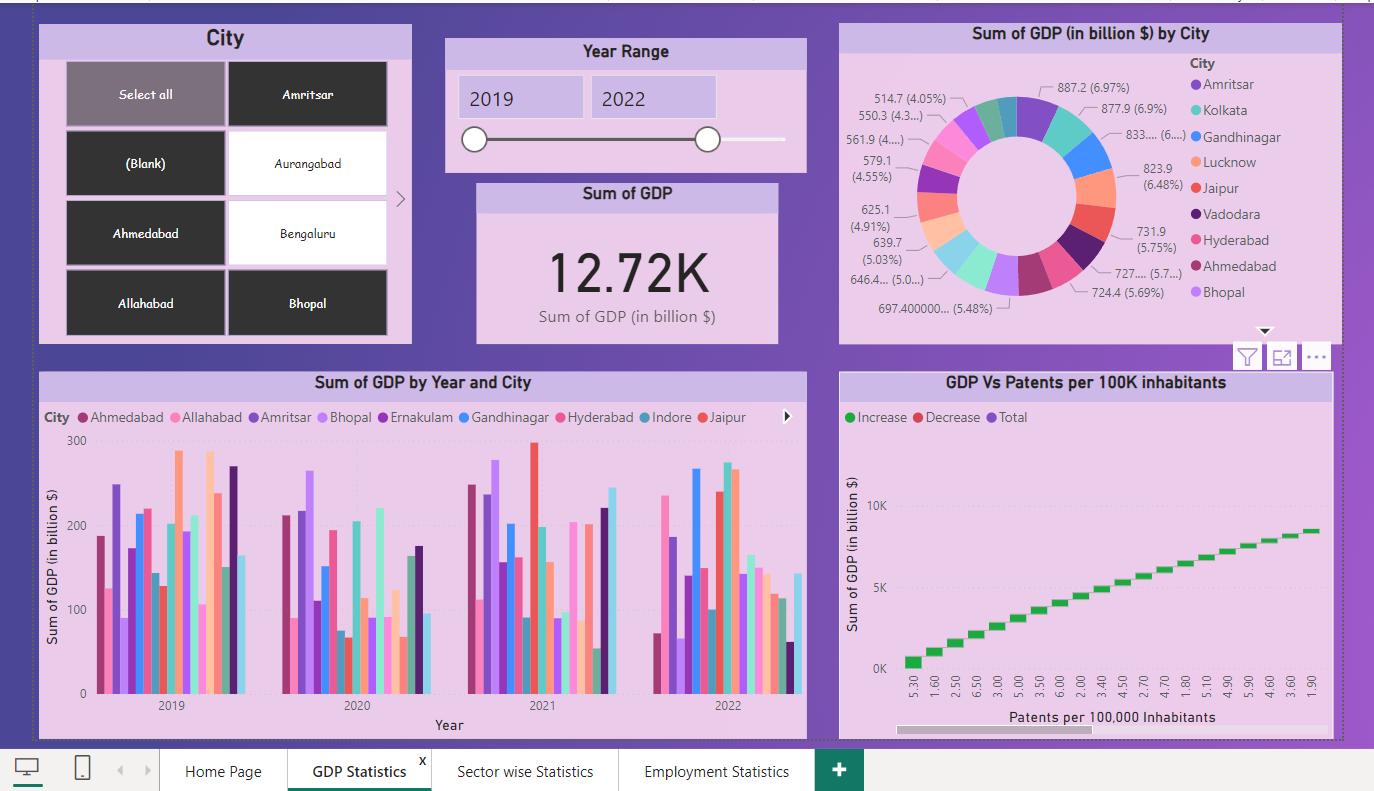 City
Select all
Amritsar
(Blank)
Aurangabad
Ahmedabad
Bengaluru
Allahabad
Bhopal
Year Range
2019
2022
Sum of GDP
12.72K
Sum of GDP (in billion $)
Sum of GDP (in billion $) by City
887.2 (6.97%)
877.9 (6.9%)
833.... (6....)
823.9
(6.48%)
731.9
(5.75%)
727.... (5.7...)
724.4 (5.69%)
697.400000... (5.48%)
646.4... (5.0...)
639.7
(5.03%)
625.1
(4.91%)
579.1
(4.55%)
561.9 (4....)
550.3 (4.3...)
514.7 (4.05%)
City
Amritsar
Kolkata
Gandhinagar
Lucknow
Jaipur
Vadodara
Hyderabad
Ahmedabad
Bhopal
Sum of GDP by Year and City
City Ahmedabad Allahabad Amritsar Bhopal Ernakulam Gandhinagar Hyderabad Indore Jaipur
Sum of GDP (in billion $)
300
200
100
0
2019 2020 2021 2022
Year
GDP Vs Patents per 100K inhabitants
Increase Decrease Total
Sum of GDP (in billion $)
10K
5K
0K
5.30 1.60 2.50 6.50 3.00 5.00 3.50 6.00 2.00 3.40 4.50 2.70 4.70 1.80 5.10 4.90 5.90 4.60 3.60 1.90
Patents per 100,000 Inhabitants
Home Page
GDP Statistics
x
Sector wise Statistics
Employment Statistics
+